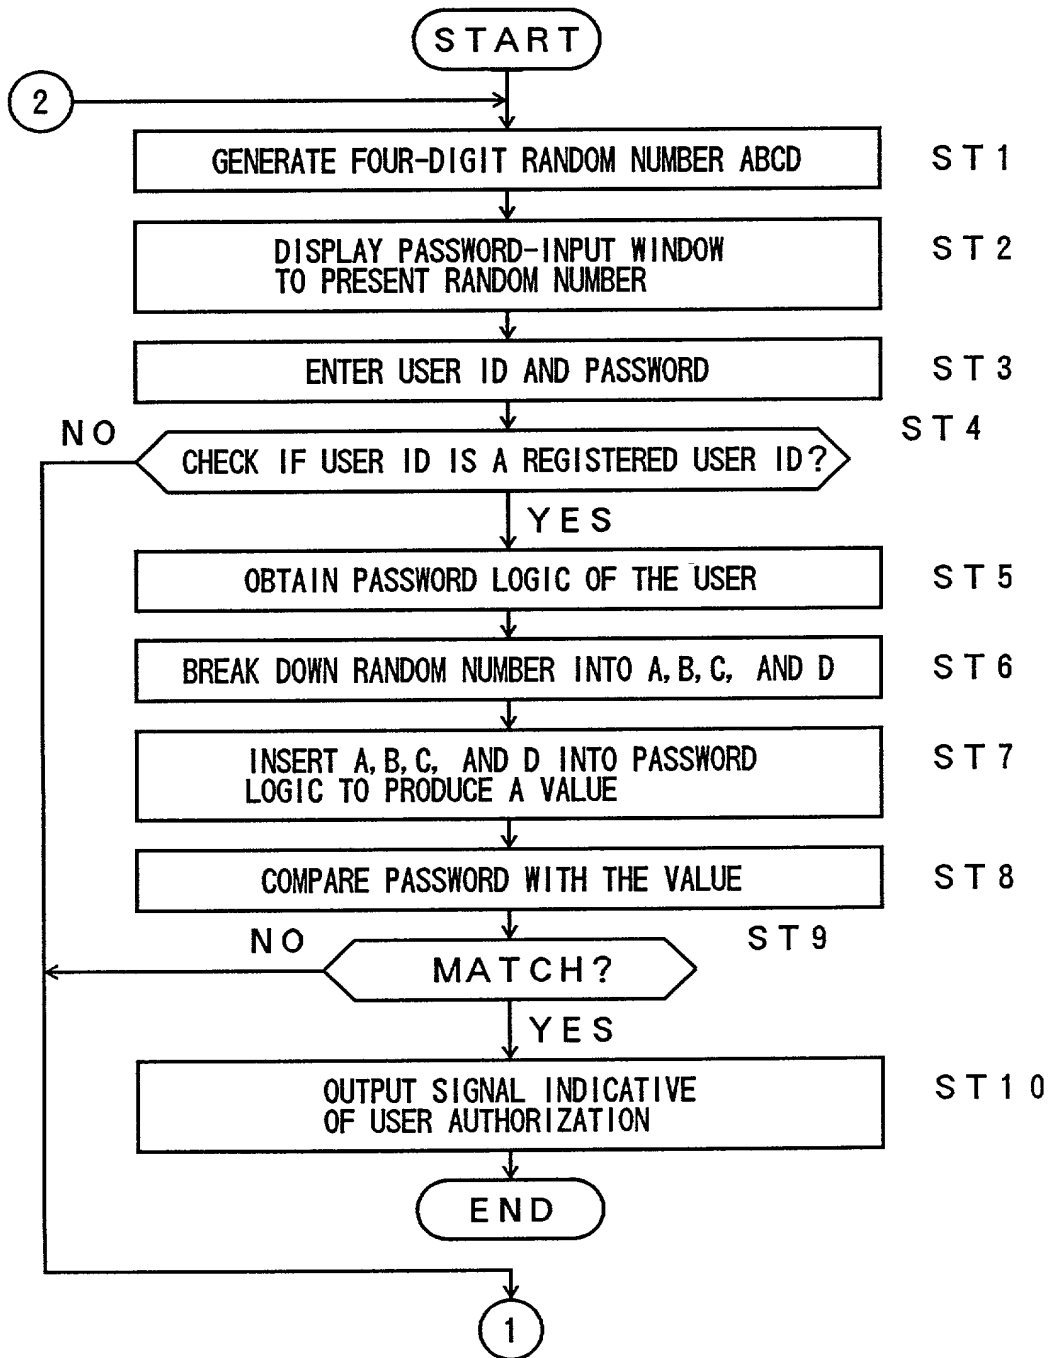 START
2
GENERATE FOUR-DIGIT RANDOM NUMBER ABCD
ST1
DISPLAY PASSWORD-INPUT WINDOW
TO PRESENT RANDOM NUMBER
ST2
ENTER USER ID AND PASSWORD
ST3
NO
CHECK IF USER ID IS A REGISTERED USER ID?
ST4
YES
OBTAIN PASSWORD LOGIC OF THE USER
ST5
BREAK DOWN RANDOM NUMBER INTO A, B, C, AND D
ST6
INSERT A, B, C, AND D INTO PASSWORD
LOGIC TO PRODUCE A VALUE
ST7
COMPARE PASSWORD WITH THE VALUE
ST8
NO
MATCH?
ST9
YES
OUTPUT SIGNAL INDICATIVE
OF USER AUTHORIZATION
ST10
END
1